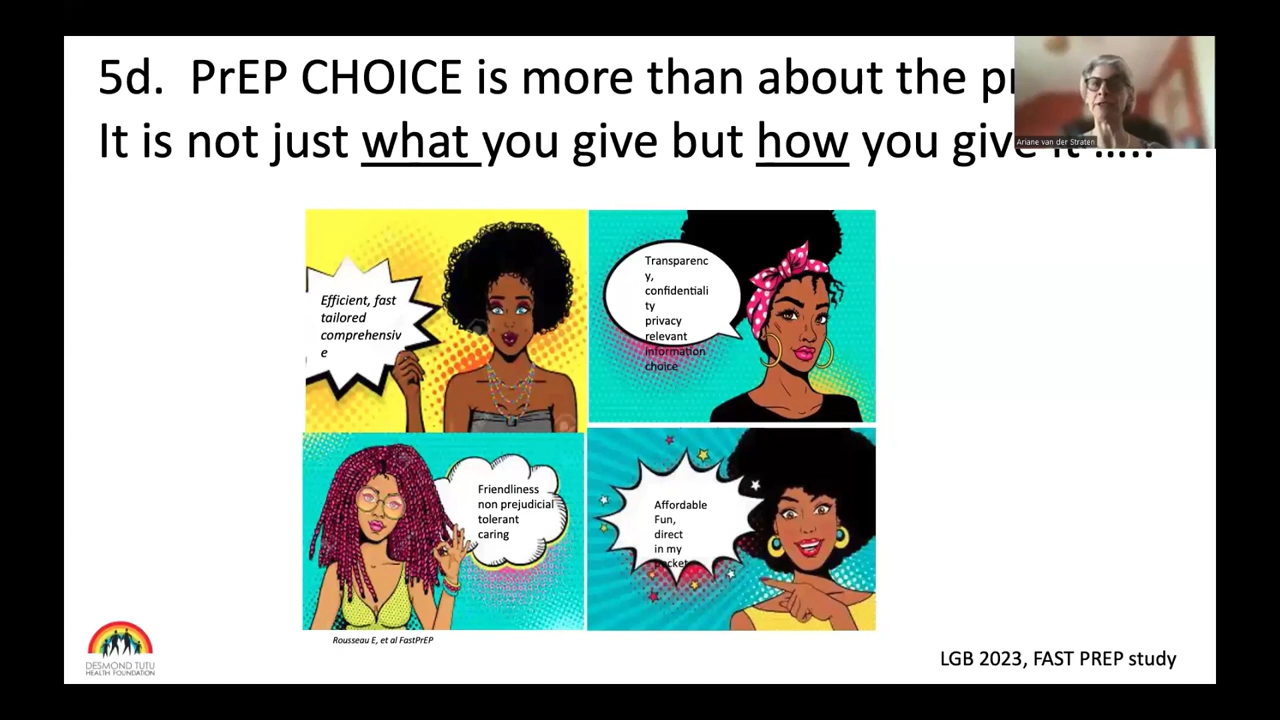 5d. PrEP CHOICE is more than about the
It is not just what you give but how you give it …..
Ariane van der Straten
Efficient, fast
tailored
comprehensiv
e
Transparenc
y,
confidentiali
ty
privacy
relevant
information
choice
Friendliness
non prejudicial
tolerant
caring
Affordable
Fun,
direct
in my
Rousseau E, et al FastPrEP
DESMOND TUTU
HEALTH FOUNDATION
LGB 2023, FAST PREP study